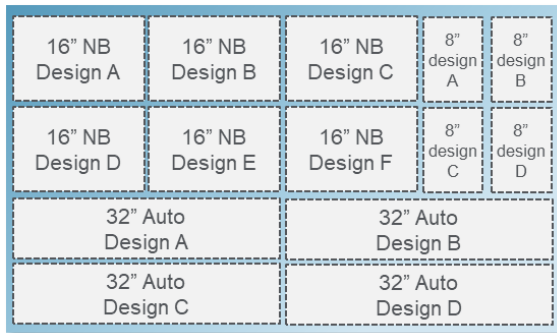 16” NB
Design A
16” NB
Design B
16” NB
Design C
8”
design
A
8”
design
B
16” NB
Design D
16” NB
Design E
16” NB
Design F
8”
design
C
8”
design
D
32” Auto
Design A
32” Auto
Design B
32” Auto
Design C
32” Auto
Design D